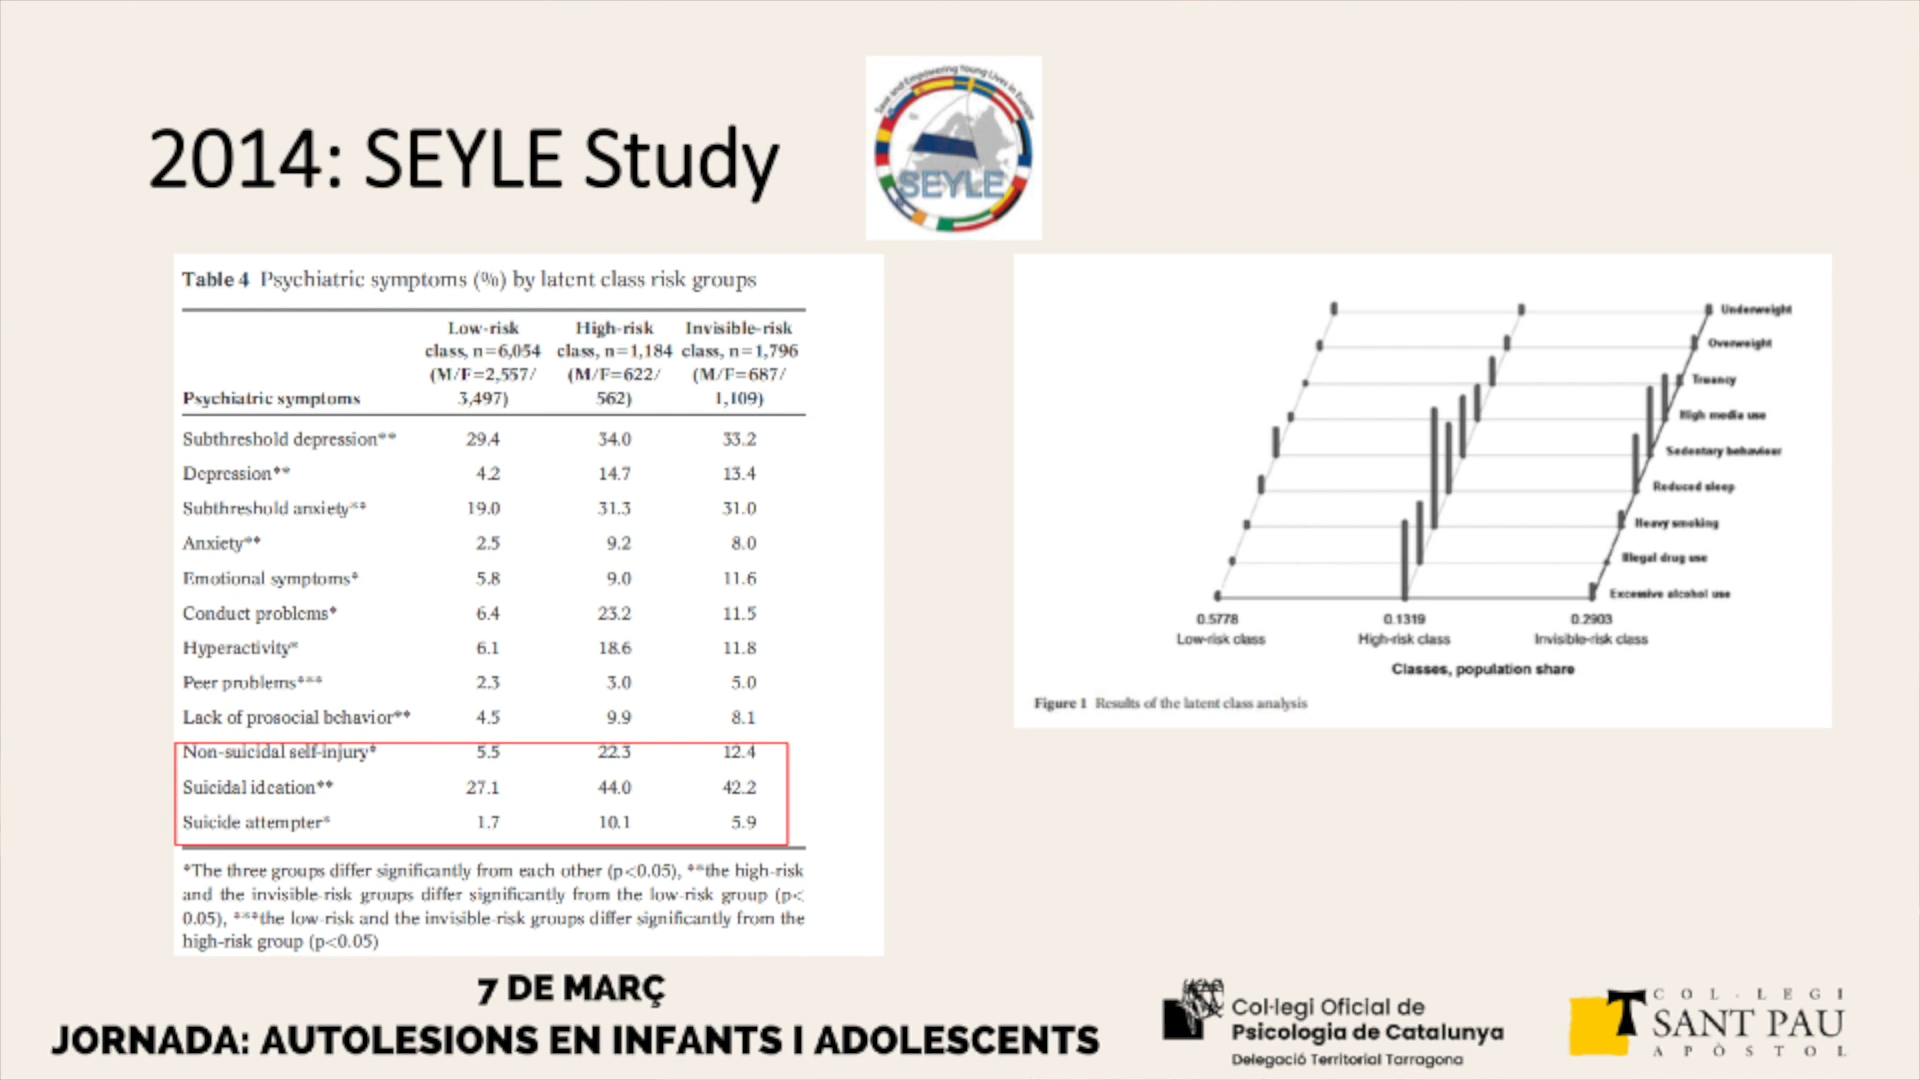 2014: SEYLE Study
Save and Empowering Young Lives in Europe
SEYLE
Table 4 Psychiatric symptoms (%) by latent class risk groups
Psychiatric symptoms Low-risk class, n=6,054 (M/F=2,557/3,497) High-risk class, n=1,184 (M/F=622/562) Invisible-risk class, n=1,796 (M/F=687/1,109)
Subthreshold depression** 29.4 34.0 33.2
Depression** 4.2 14.7 13.4
Subthreshold anxiety** 19.0 31.3 31.0
Anxiety** 2.5 9.2 8.0
Emotional symptoms* 5.8 9.0 11.6
Conduct problems* 6.4 23.2 11.5
Hyperactivity* 6.1 18.6 11.8
Peer problems*** 2.3 3.0 5.0
Lack of prosocial behavior** 4.5 9.9 8.1
Non-suicidal self-injury* 5.5 22.3 12.4
Suicidal ideation** 27.1 44.0 42.2
Suicide attempter* 1.7 10.1 5.9
*The three groups differ significantly from each other (p<0.05), **the high-risk
and the invisible-risk groups differ significantly from the low-risk group (p<
0.05), ***the low-risk and the invisible-risk groups differ significantly from the
high-risk group (p<0.05)
Underweight
Overweight
Truancy
High media use
Sedentary behaviour
Reduced sleep
Heavy smoking
Illegal drug use
Excessive alcohol use
0.5778 0.1319 0.2903
Low-risk class High-risk class Invisible-risk class
Classes, population share
Figure 1 Results of the latent class analysis
7 DE MARÇ
JORNADA: AUTOLESIONS EN INFANTS I ADOLESCENTS
Col·legi Oficial de
Psicologia de Catalunya
Delegació Territorial Tarragona
COL·LEGI
SANT PAU
APÒSTOL